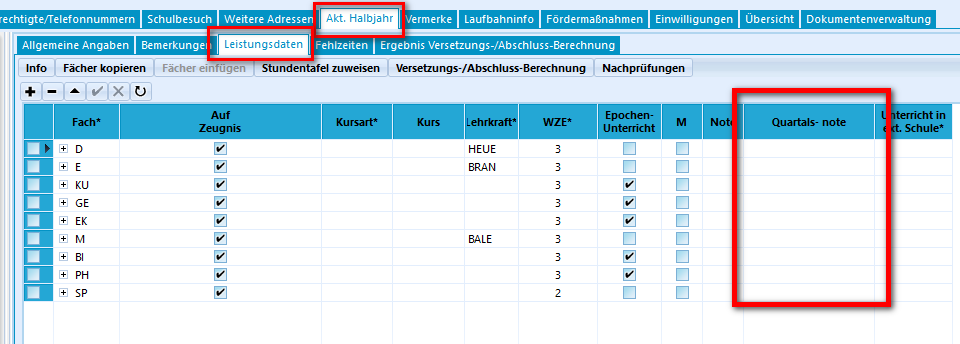 rechtigte/Telefonnummern Schulbesuch Weitere Adressen Akt. Halbjahr Vermerke Laufbahninfo Fördermaßnahmen Einwilligungen Übersicht Dokumentenverwaltung
Allgemeine Angaben Bemerkungen Leistungsdaten Fehlzeiten Ergebnis Versetzungs-/Abschluss-Berechnung
Info Fächer kopieren Fächer einfügen Stundentafel zuweisen Versetzungs-/Abschluss-Berechnung Nachprüfungen
Fach* Auf Zeugnis Kursart* Kurs Lehrkraft* WZE* Epochen-Unterricht M Note Quartals- note Unterricht in ext. Schule*
D HEUE 3
E BRAN 3
KU 3
GE 3
EK 3
M BALE 3
BI 3
PH 3
SP 2